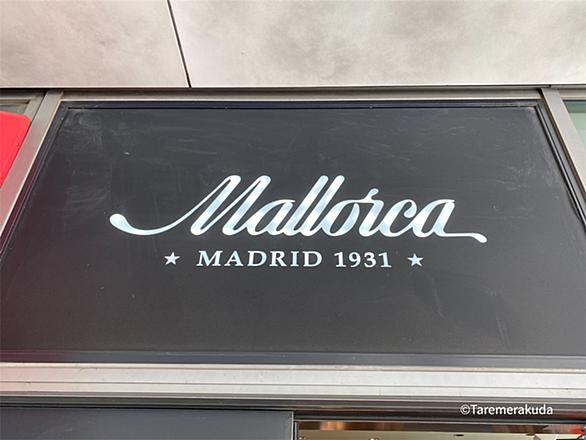 Mallorca
★ MADRID 1931 ★
©Taremerakuda